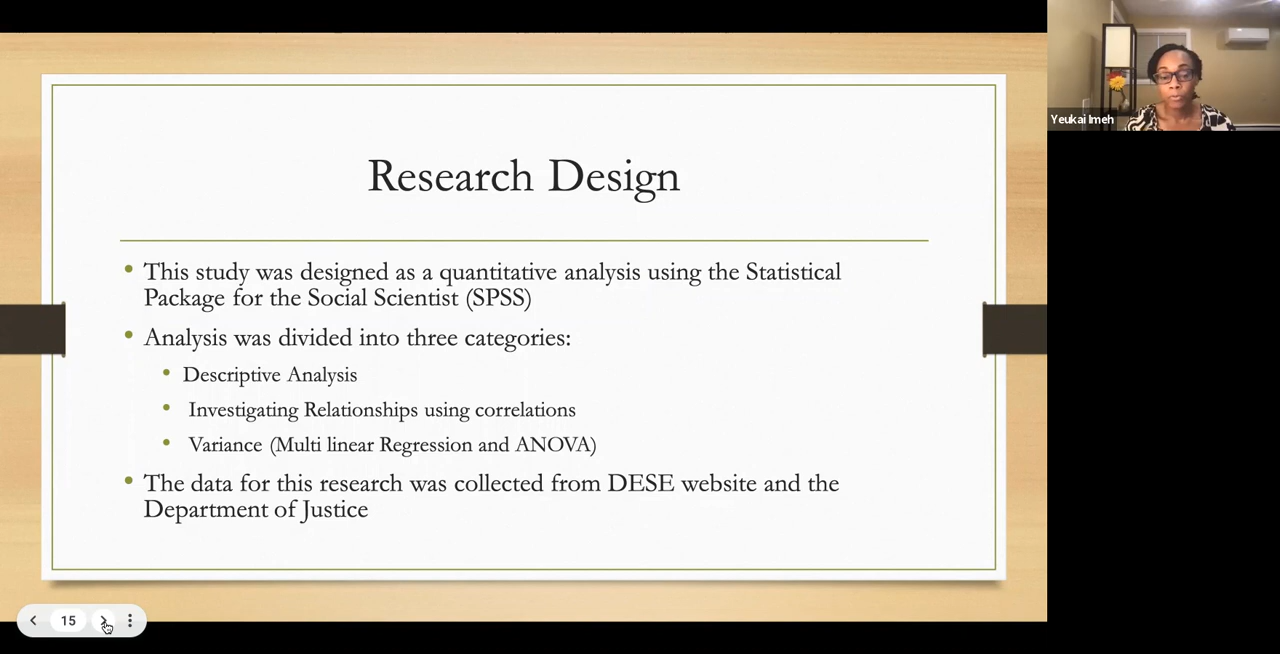 Research Design
This study was designed as a quantitative analysis using the Statistical
Package for the Social Scientist (SPSS)
Analysis was divided into three categories:
Descriptive Analysis
Investigating Relationships using correlations
Variance (Multi linear Regression and ANOVA)
The data for this research was collected from DESE website and the
Department of Justice
15
Yeukai Imeh